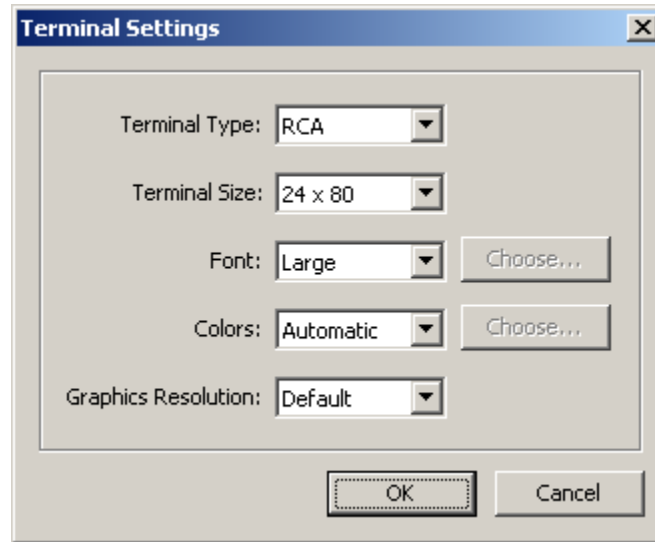 Terminal Settings
Terminal Type: RCA
Terminal Size: 24 x 80
Font: Large Choose...
Colors: Automatic Choose...
Graphics Resolution: Default
OK Cancel